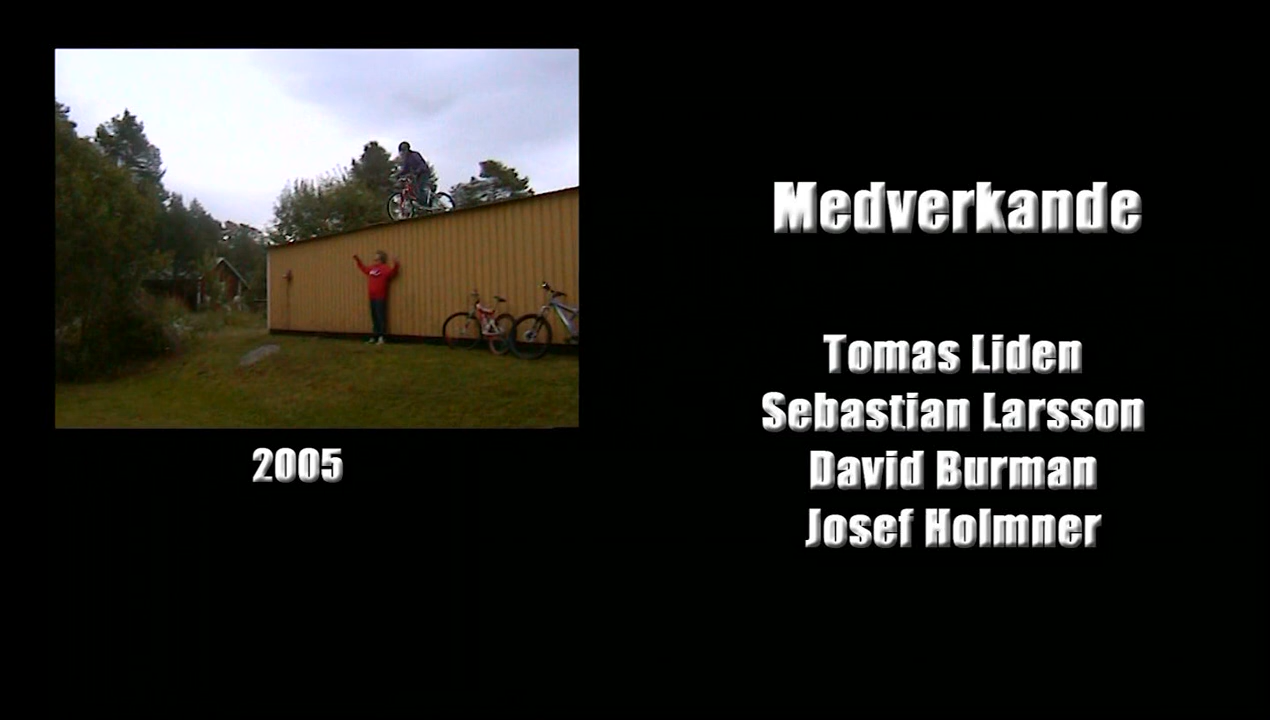 2005
Medverkande
Tomas Liden
Sebastian Larsson
David Burman
Josef Holmner